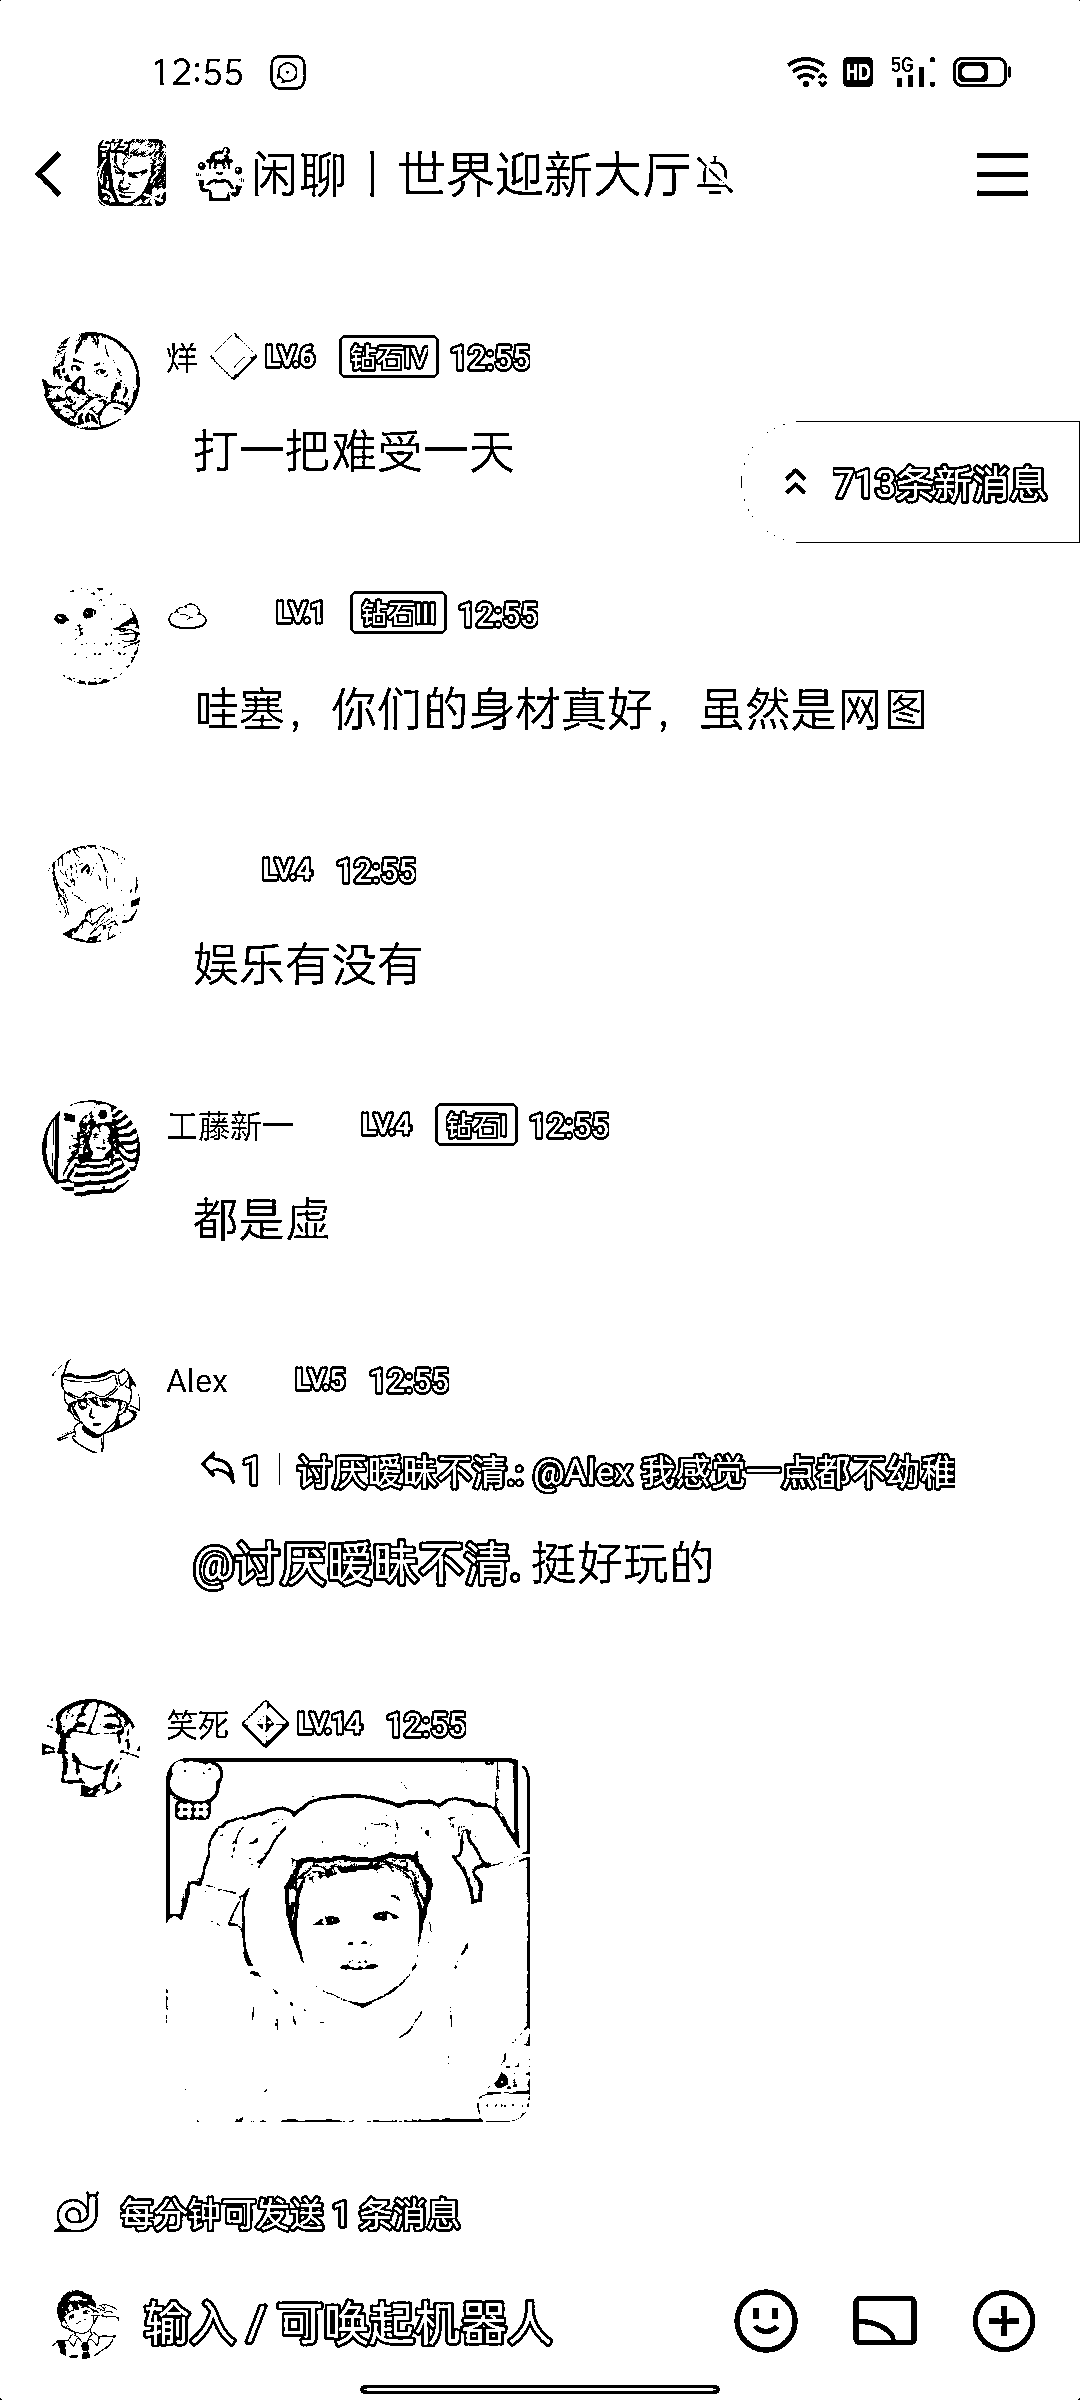 12:55 HD 5G
闲聊丨世界迎新大厅
烊 LV.6 钻石IV 12:55
打一把难受一天
713条新消息
LV.1 钻石III 12:55
哇塞，你们的身材真好，虽然是网图
LV.4 12:55
娱乐有没有
工藤新一 LV.4 钻石I 12:55
都是虚
Alex LV.5 12:55
1 | 讨厌暧昧不清.: @Alex 我感觉一点都不幼稚
@讨厌暧昧不清. 挺好玩的
笑死 LV.14 12:55
每分钟可发送 1 条消息
输入 / 可唤起机器人